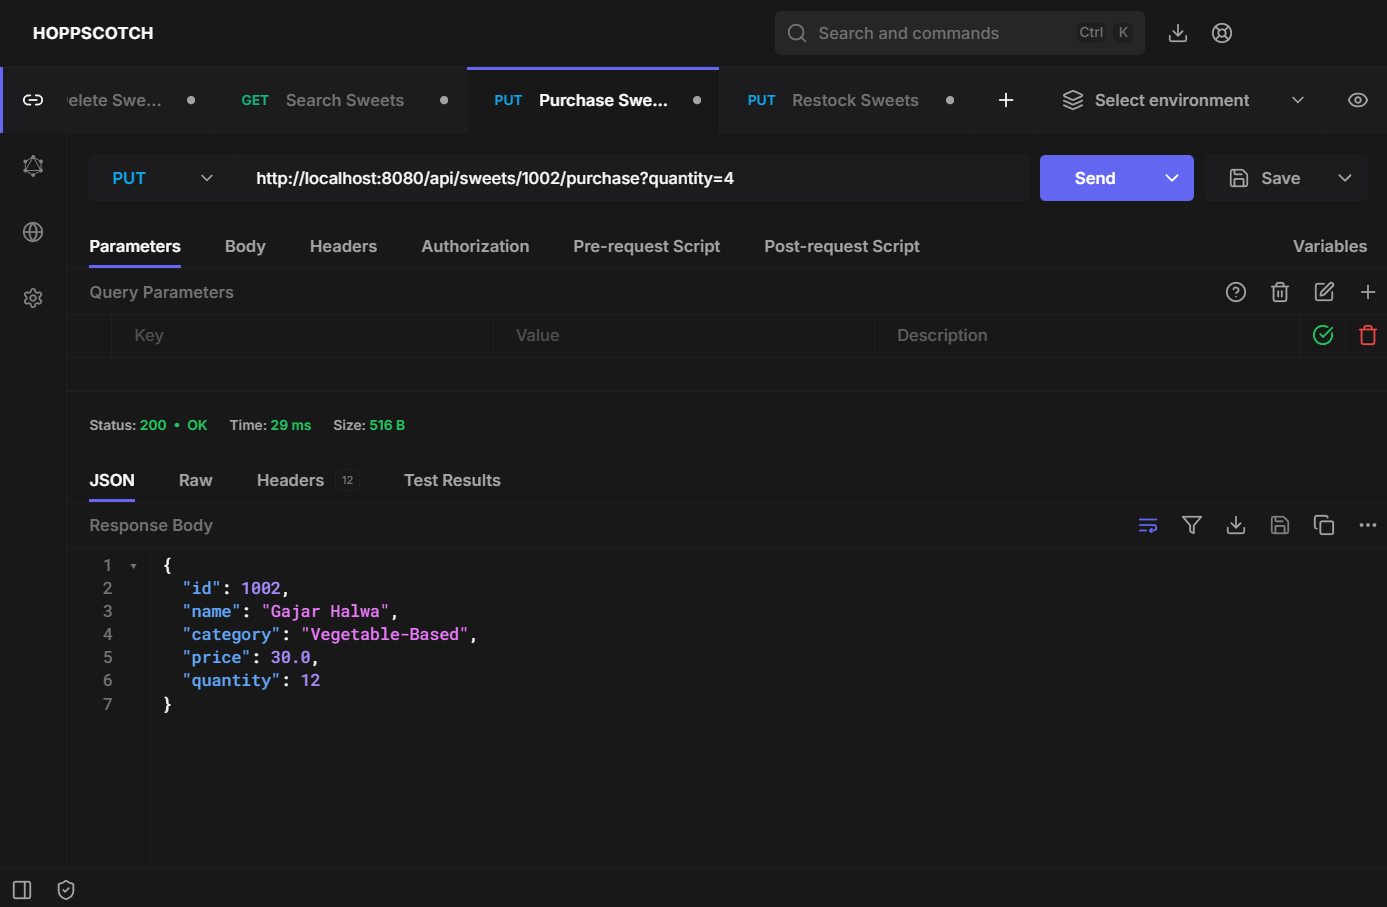 HOPPSCOTCH
Search and commands Ctrl K
elete Swe... GET Search Sweets PUT Purchase Swe... PUT Restock Sweets Select environment
PUT http://localhost:8080/api/sweets/1002/purchase?quantity=4 Send Save
Parameters Body Headers Authorization Pre-request Script Post-request Script Variables
Query Parameters
Key Value Description
Status: 200 • OK Time: 29 ms Size: 516 B
JSON Raw Headers 12 Test Results
Response Body
1 {
2 "id": 1002,
3 "name": "Gajar Halwa",
4 "category": "Vegetable-Based",
5 "price": 30.0,
6 "quantity": 12
7 }